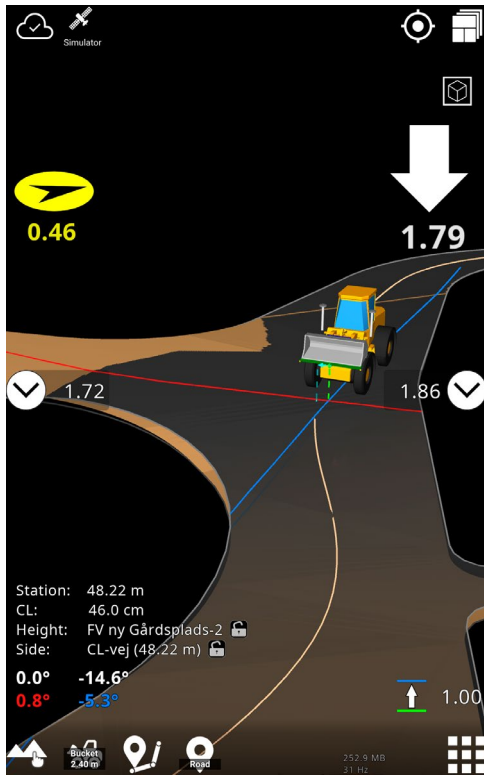 Simulator
0.46
1.79
1.72
1.86
Station: 48.22 m
CL: 46.0 cm
Height: FV ny Gårdsplads-2
Side: CL-vej (48.22 m)
0.0° -14.6°
0.8° -5.3°
1.00
Bucket
2,40 m
Road
252.9 MB
31 Hz